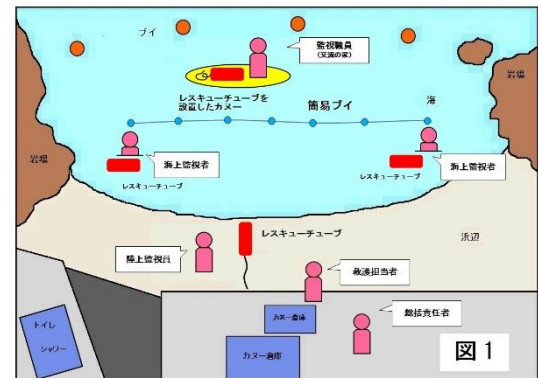 ブイ
監視職員
(交流の家)
岩場
レスキューチューブを
設置したカヌー
簡易ブイ
海
岩場
海上監視者
海上監視者
レスキューチューブ
レスキューチューブ
レスキューチューブ
浜辺
陸上監視員
救護担当者
カヌー倉庫
総括責任者
トイレ
シャワー
カヌー倉庫
図1